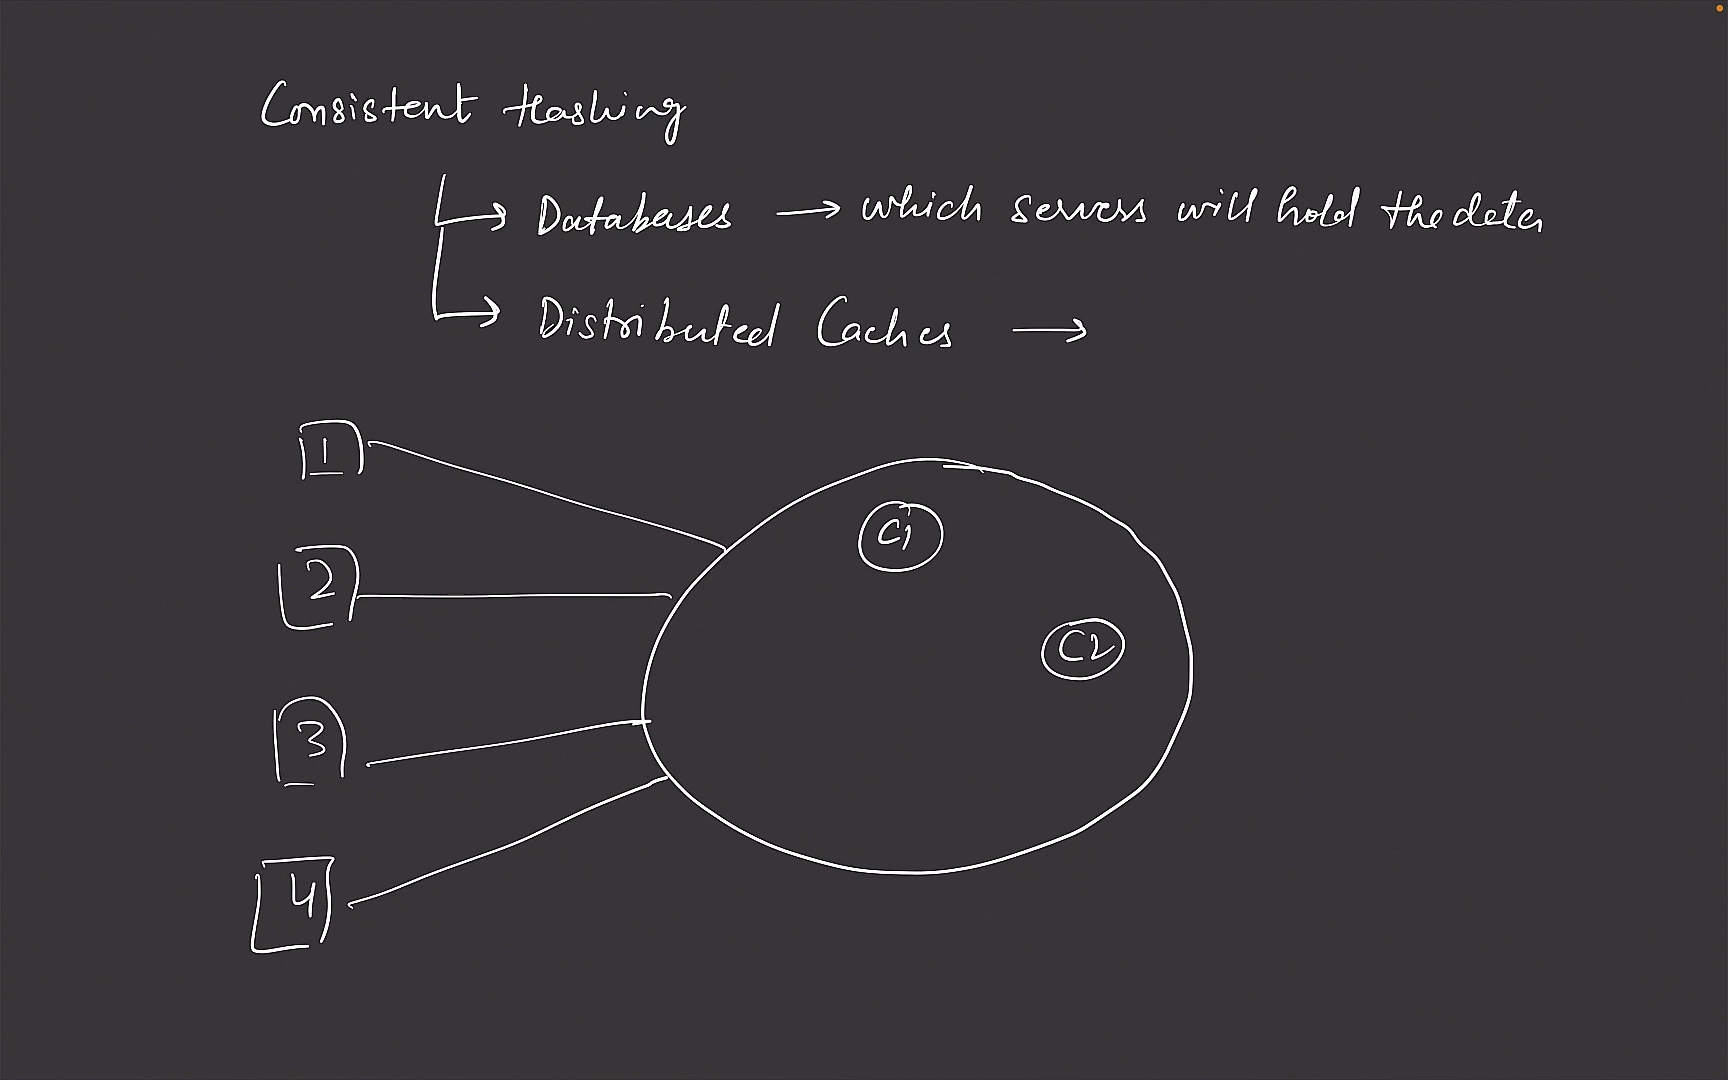 Consistent Hashing
Databases → which servers will hold the data
Distributed Caches →
1
C1
2
C2
3
4